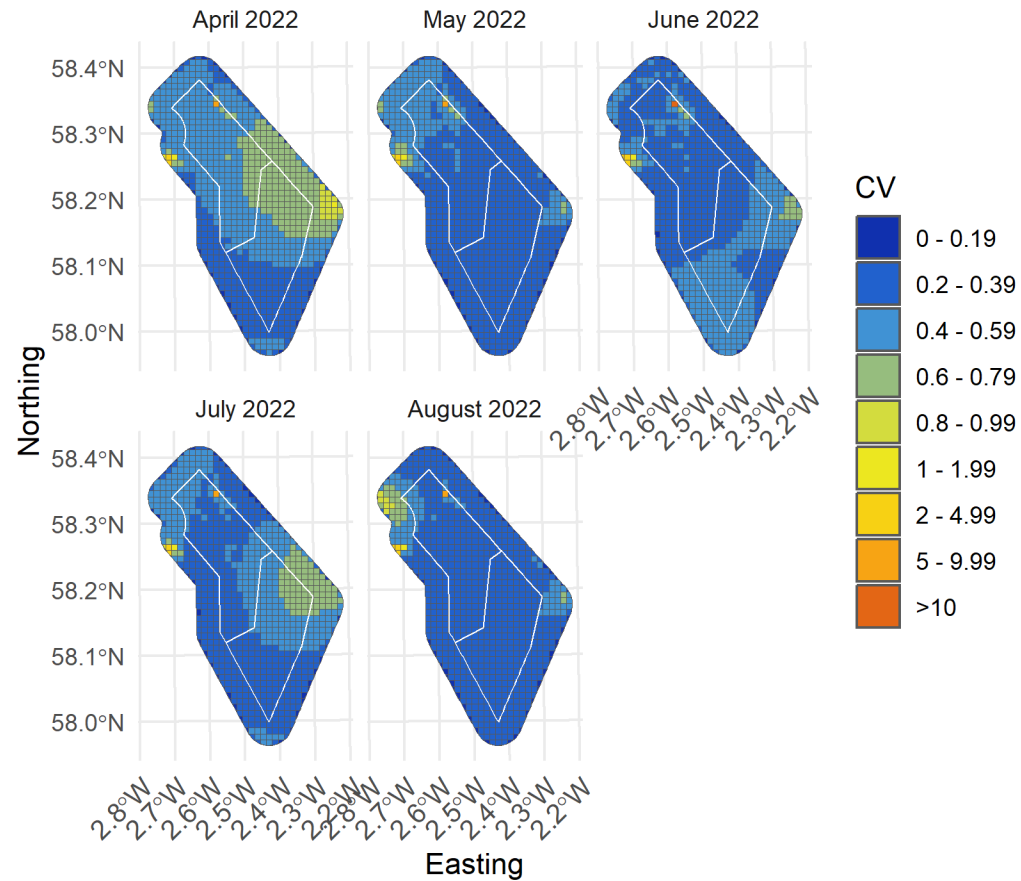 April 2022
May 2022
June 2022
58.4°N
58.3°N
58.2°N
58.1°N
58.0°N
2.8°W
2.7°W
2.6°W
2.5°W
2.4°W
2.3°W
2.2°W
July 2022
August 2022
58.4°N
58.3°N
58.2°N
58.1°N
58.0°N
2.8°W
2.7°W
2.6°W
2.5°W
2.4°W
2.3°W
2.2°W
2.8°W
2.7°W
2.6°W
2.5°W
2.4°W
2.3°W
2.2°W
Northing
Easting
CV
0 - 0.19
0.2 - 0.39
0.4 - 0.59
0.6 - 0.79
0.8 - 0.99
1 - 1.99
2 - 4.99
5 - 9.99
>10